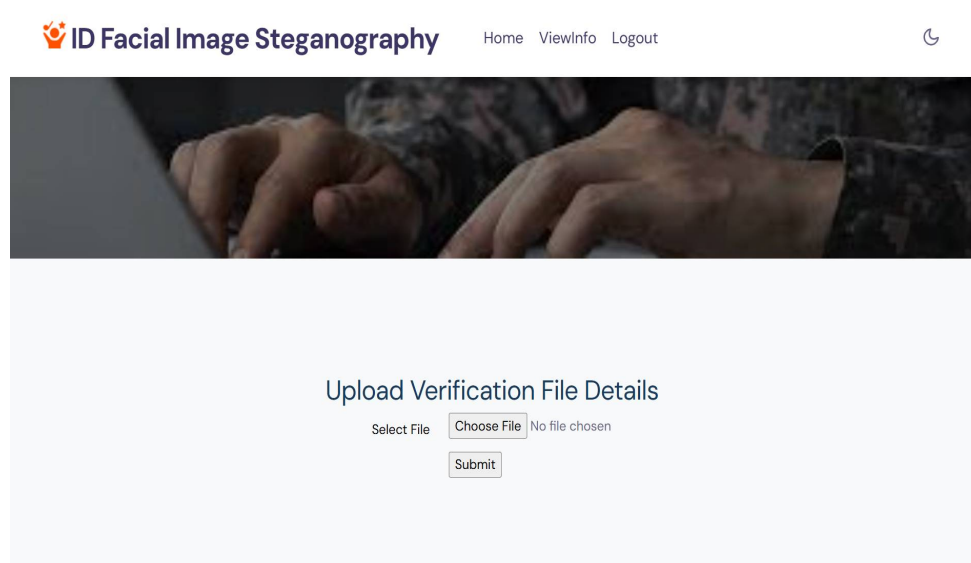 ID Facial Image Steganography Home ViewInfo Logout
Upload Verification File Details
Select File Choose File No file chosen
Submit